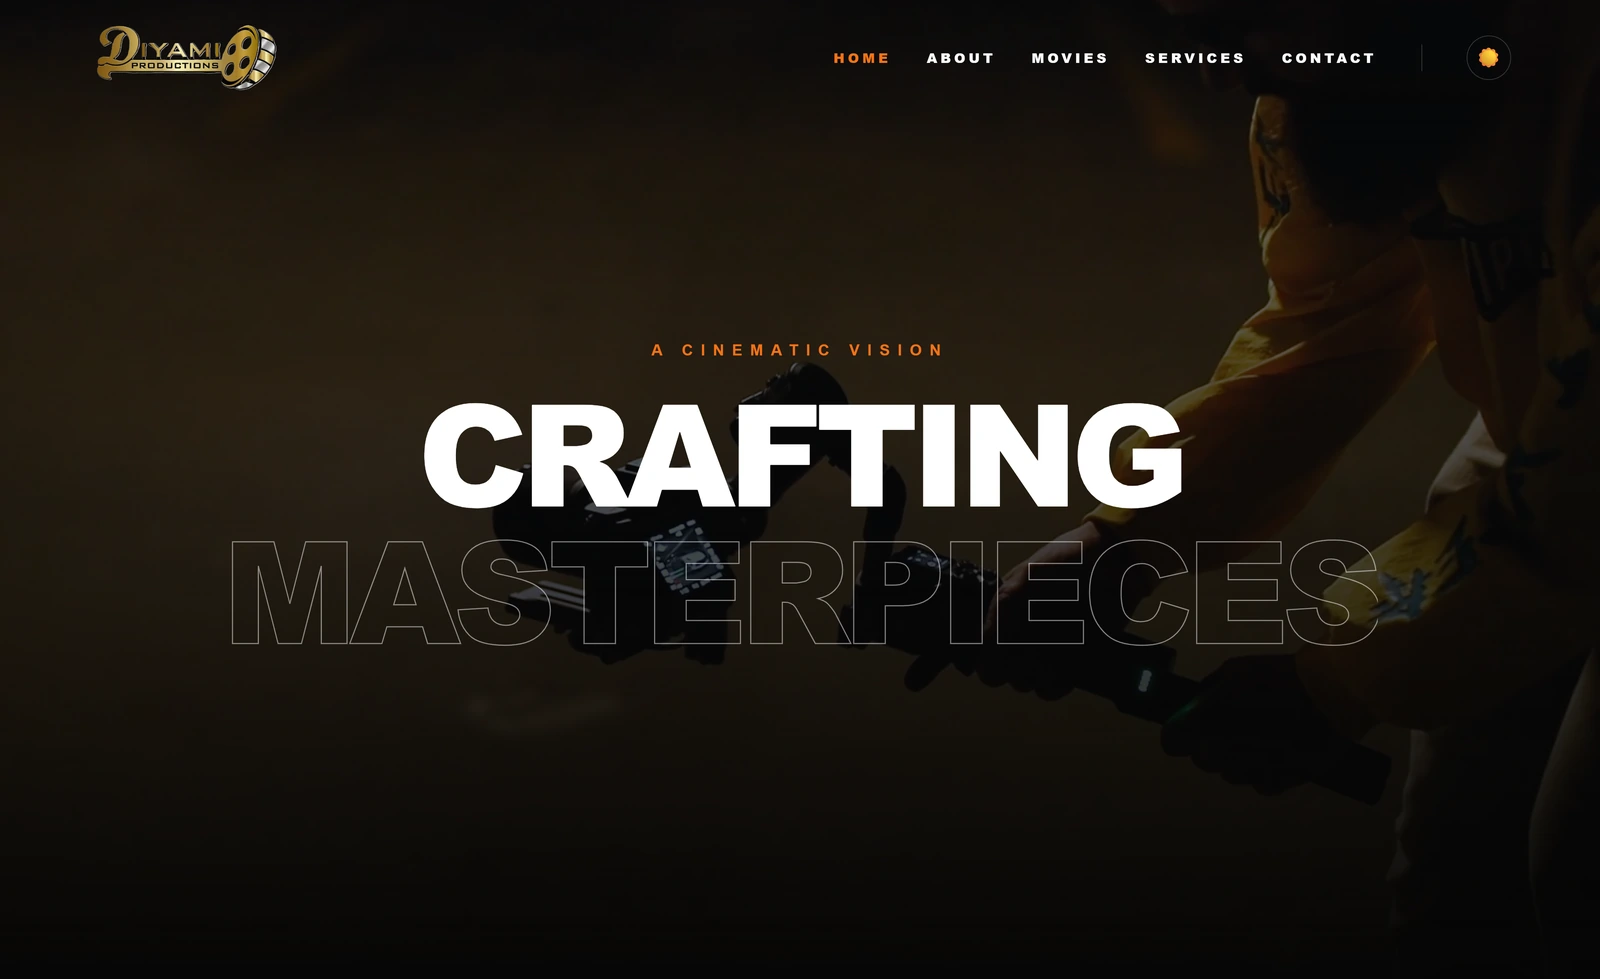 DIYAMI
PRODUCTIONS
HOME
ABOUT
MOVIES
SERVICES
CONTACT
A CINEMATIC VISION
CRAFTING
MASTERPIECES